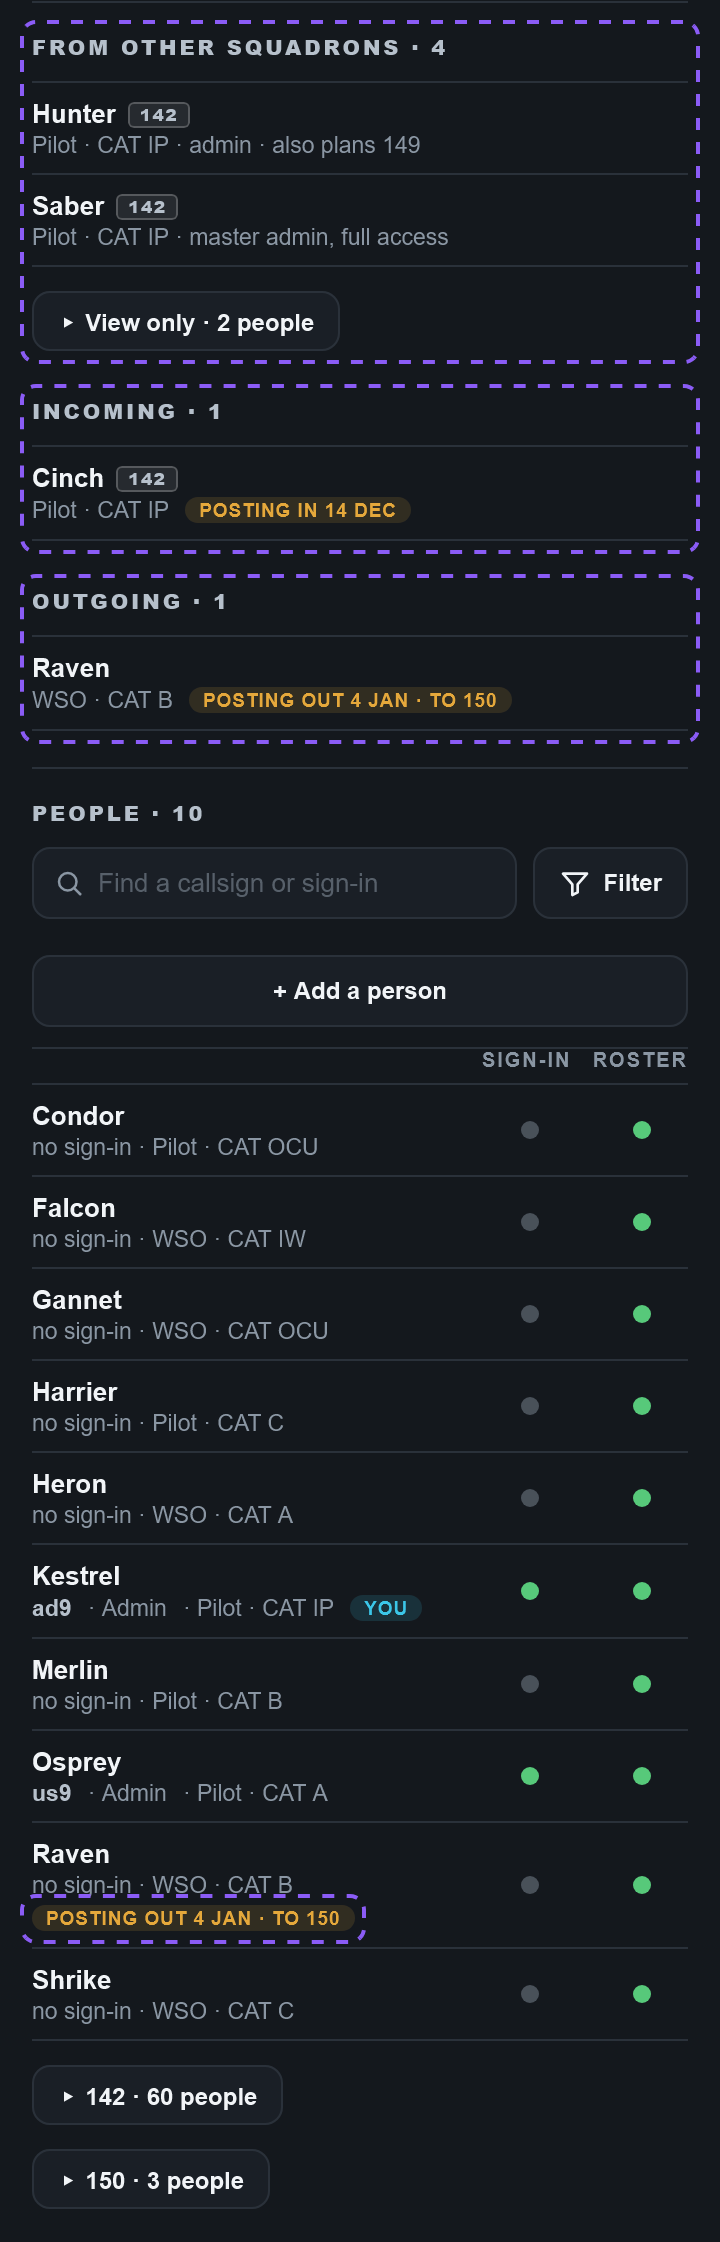 FROM OTHER SQUADRONS · 4
Hunter 142
Pilot · CAT IP · admin · also plans 149
Saber 142
Pilot · CAT IP · master admin, full access
▸ View only · 2 people
INCOMING · 1
Cinch 142
Pilot · CAT IP POSTING IN 14 DEC
OUTGOING · 1
Raven
WSO · CAT B POSTING OUT 4 JAN · TO 150
PEOPLE · 10
Find a callsign or sign-in Filter
+ Add a person
SIGN-IN ROSTER
Condor
no sign-in · Pilot · CAT OCU
Falcon
no sign-in · WSO · CAT IW
Gannet
no sign-in · WSO · CAT OCU
Harrier
no sign-in · Pilot · CAT C
Heron
no sign-in · WSO · CAT A
Kestrel
ad9 · Admin · Pilot · CAT IP YOU
Merlin
no sign-in · Pilot · CAT B
Osprey
us9 · Admin · Pilot · CAT A
Raven
no sign-in · WSO · CAT B
POSTING OUT 4 JAN · TO 150
Shrike
no sign-in · WSO · CAT C
▸ 142 · 60 people
▸ 150 · 3 people